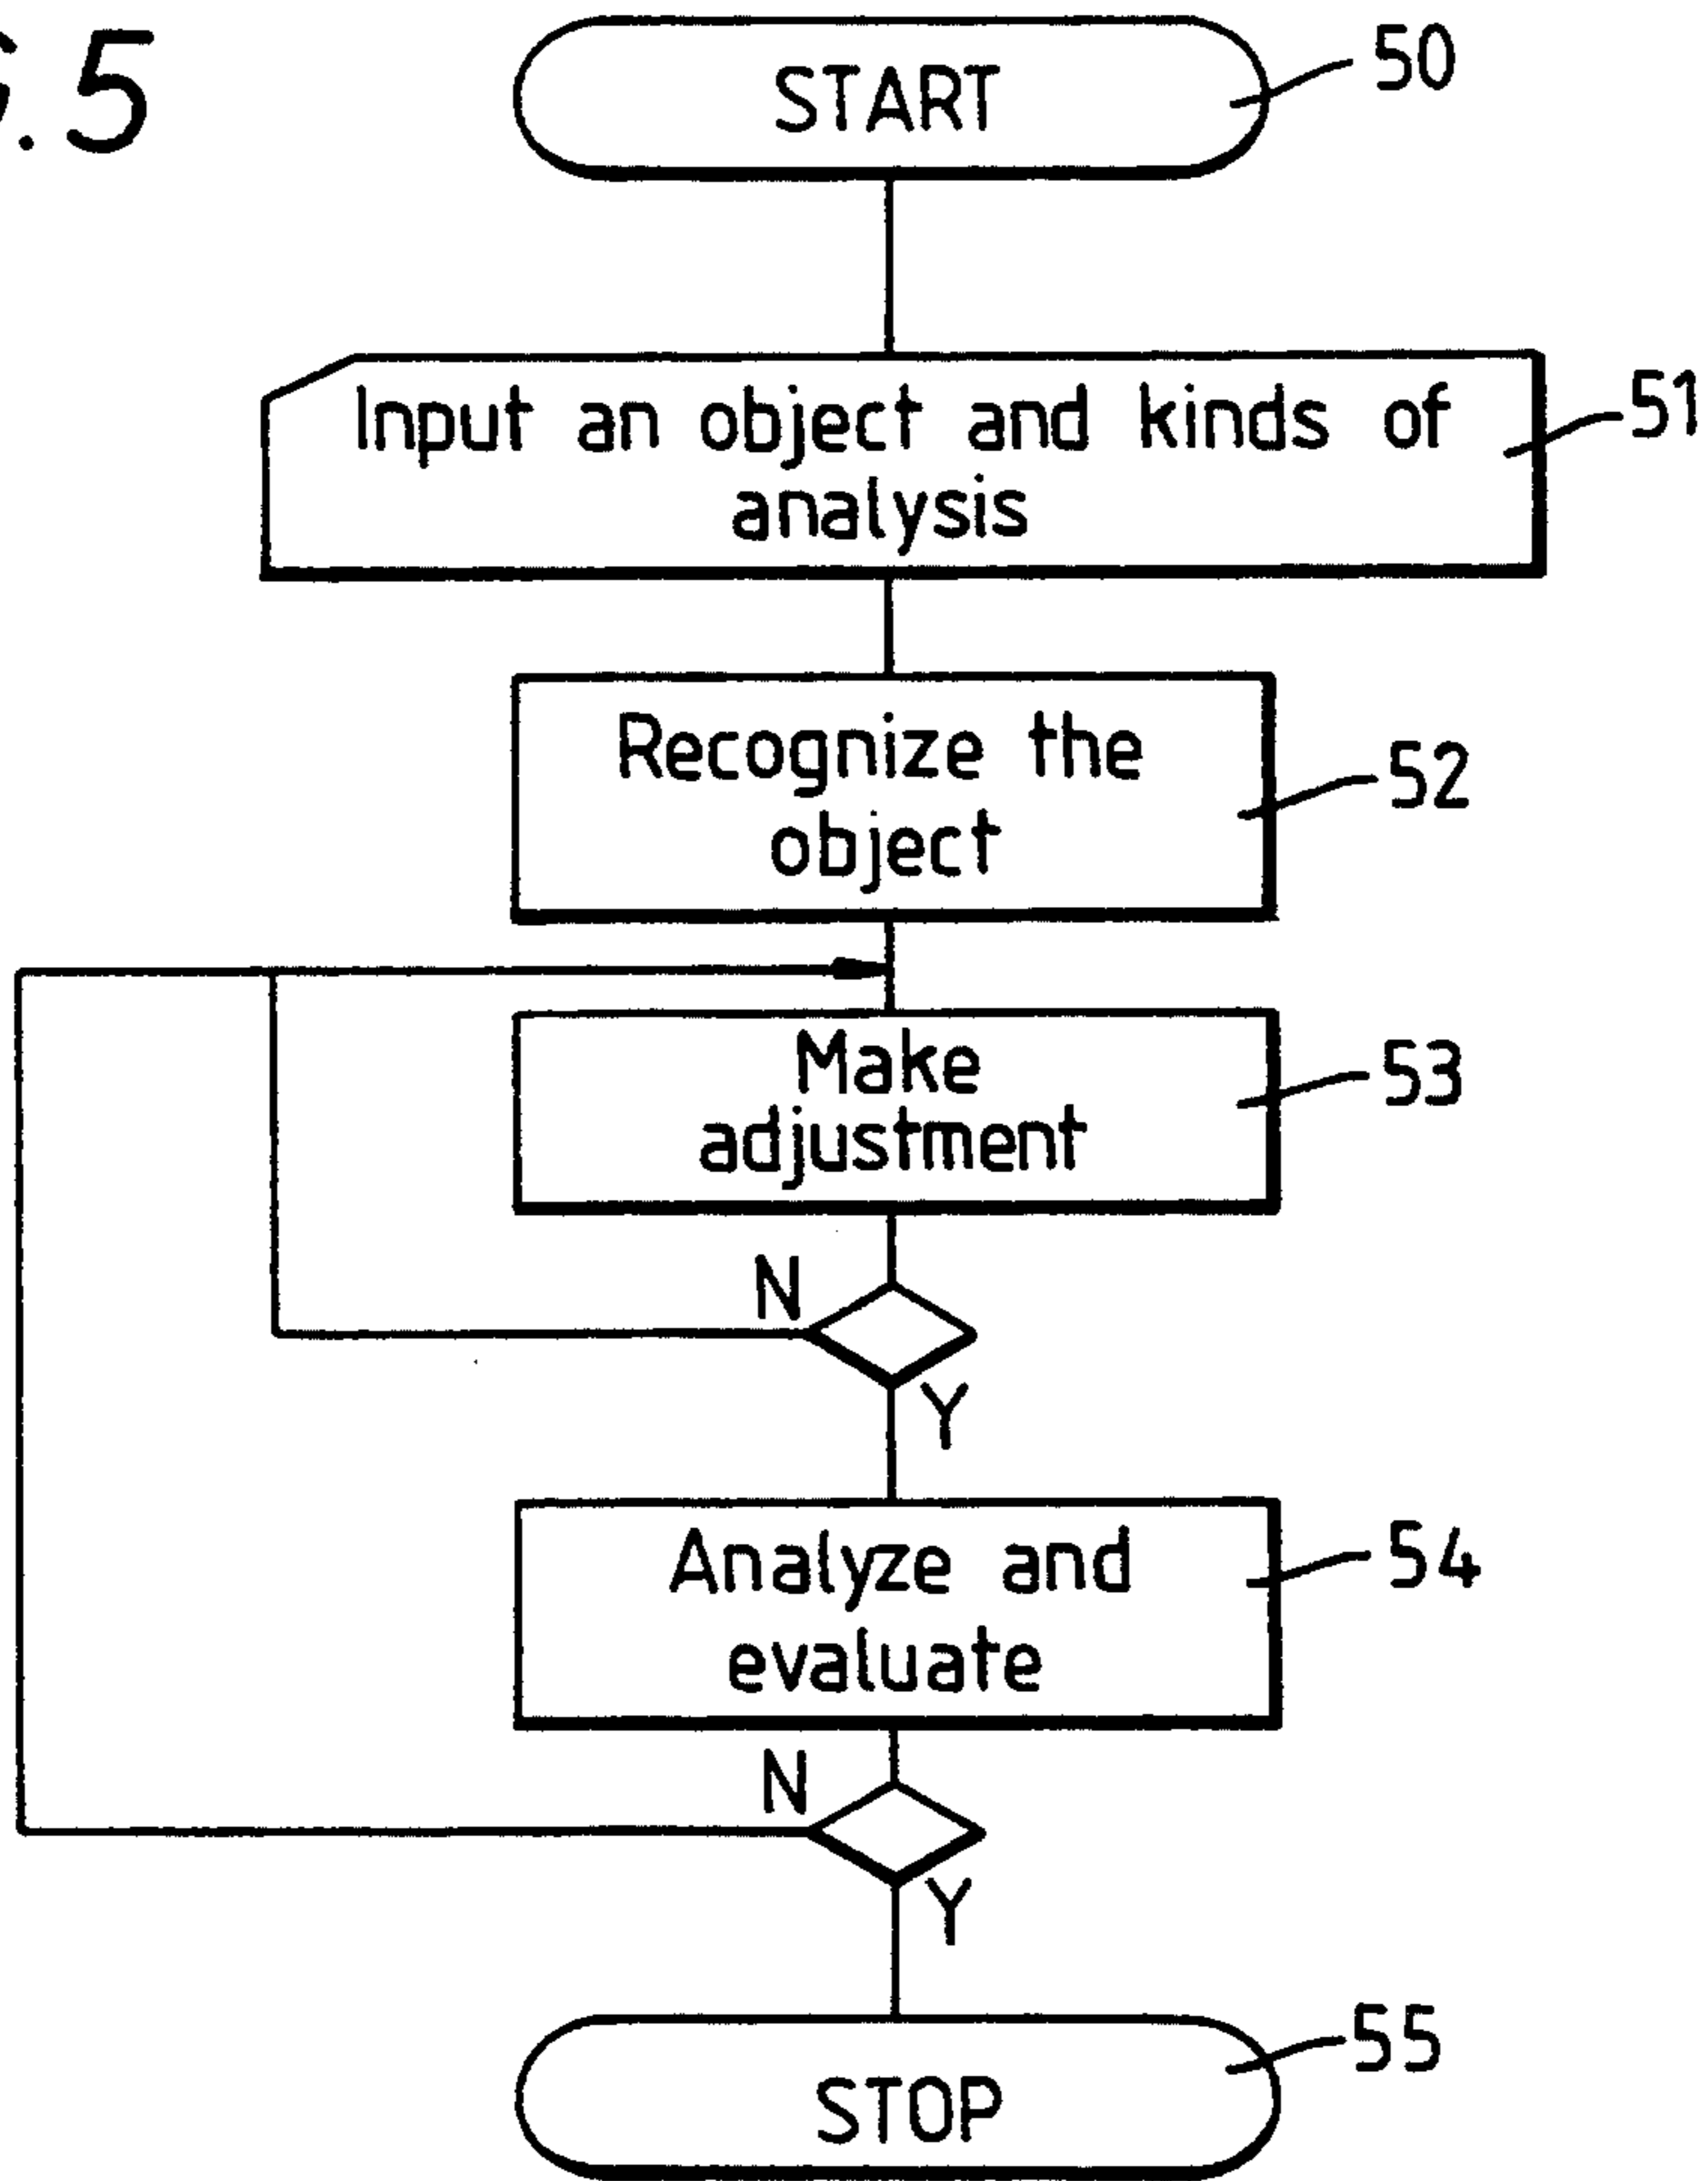 G. 5
START
50
Input an object and kinds of
analysis
51
Recognize the
object
52
Make
adjustment
53
N
Y
Analyze and
evaluate
54
N
Y
STOP
55